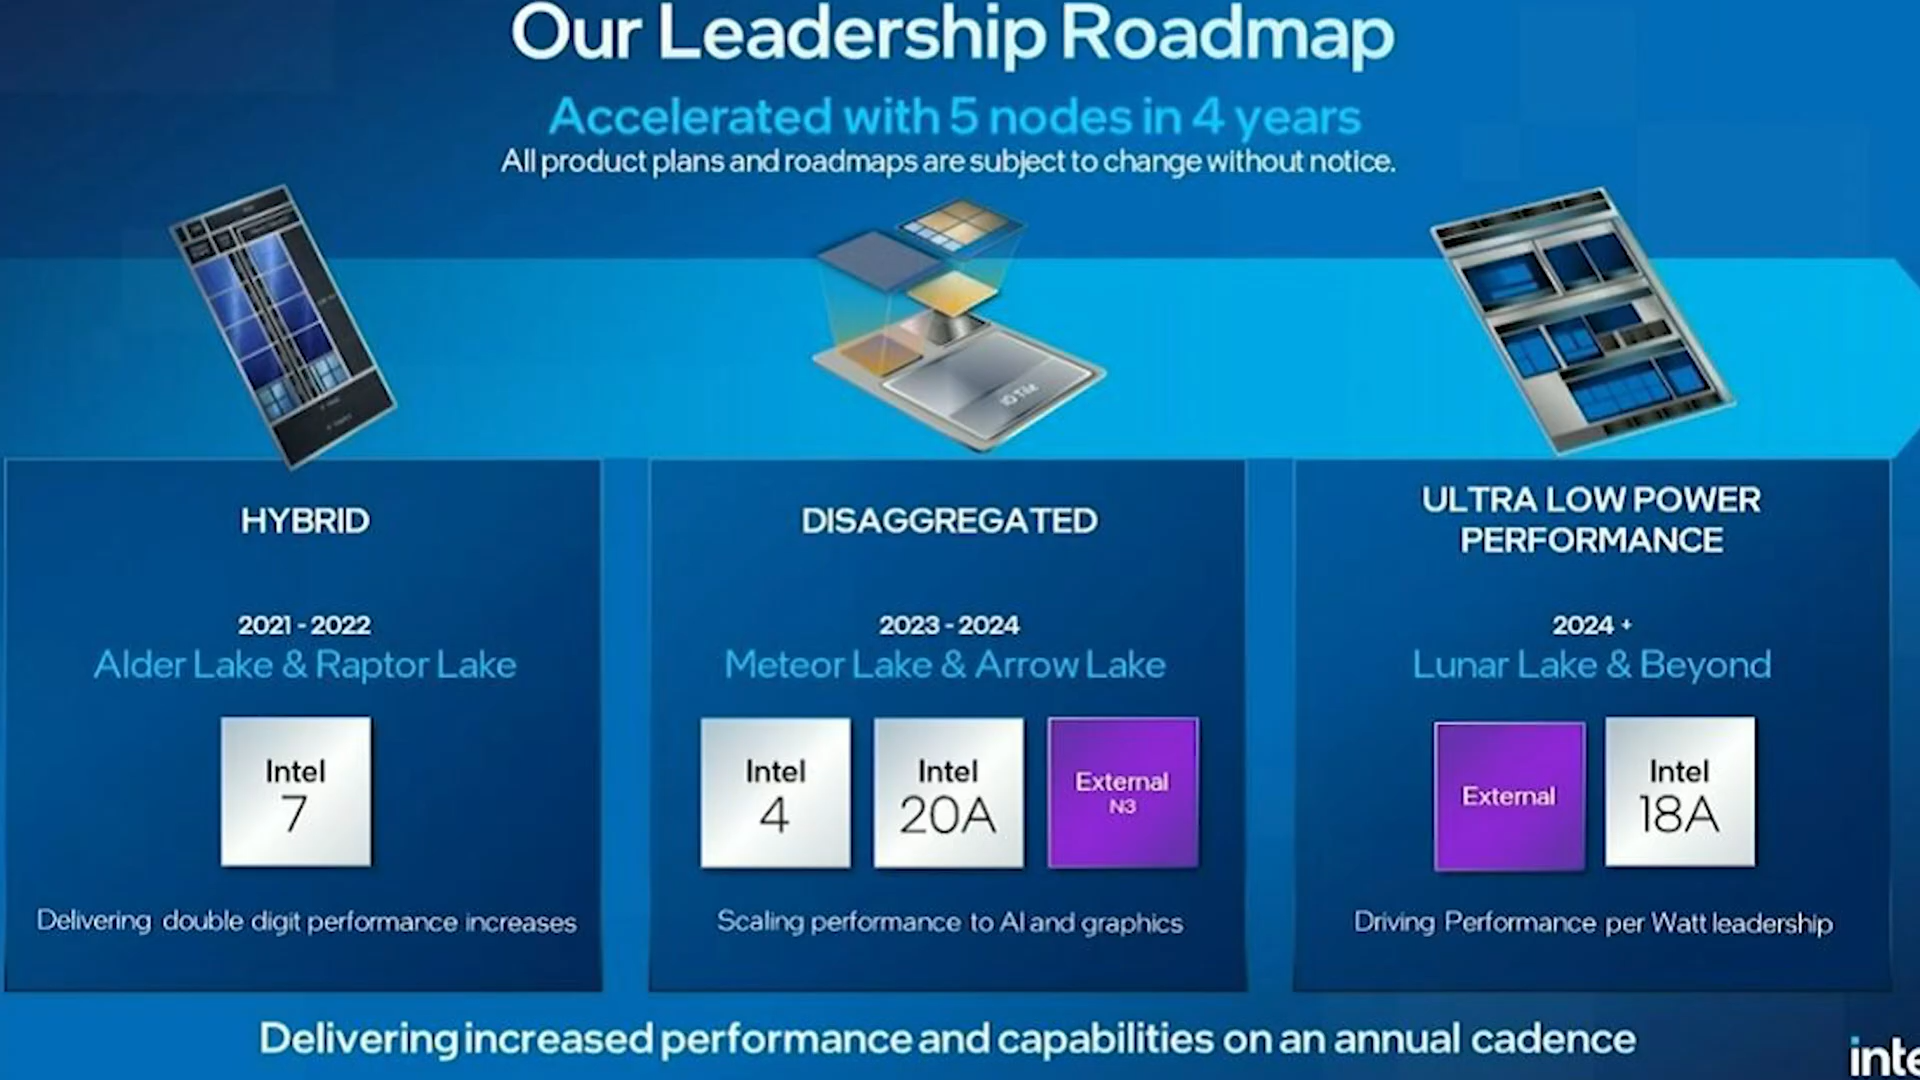 Our Leadership Roadmap
Accelerated with 5 nodes in 4 years
All product plans and roadmaps are subject to change without notice.
IO Tile
HYBRID
2021 - 2022
Alder Lake & Raptor Lake
Intel
7
Delivering double digit performance increases
DISAGGREGATED
2023 - 2024
Meteor Lake & Arrow Lake
Intel
4
Intel
20A
External
N3
Scaling performance to AI and graphics
ULTRA LOW POWER
PERFORMANCE
2024 +
Lunar Lake & Beyond
External
Intel
18A
Driving Performance per Watt leadership
Delivering increased performance and capabilities on an annual cadence
inte